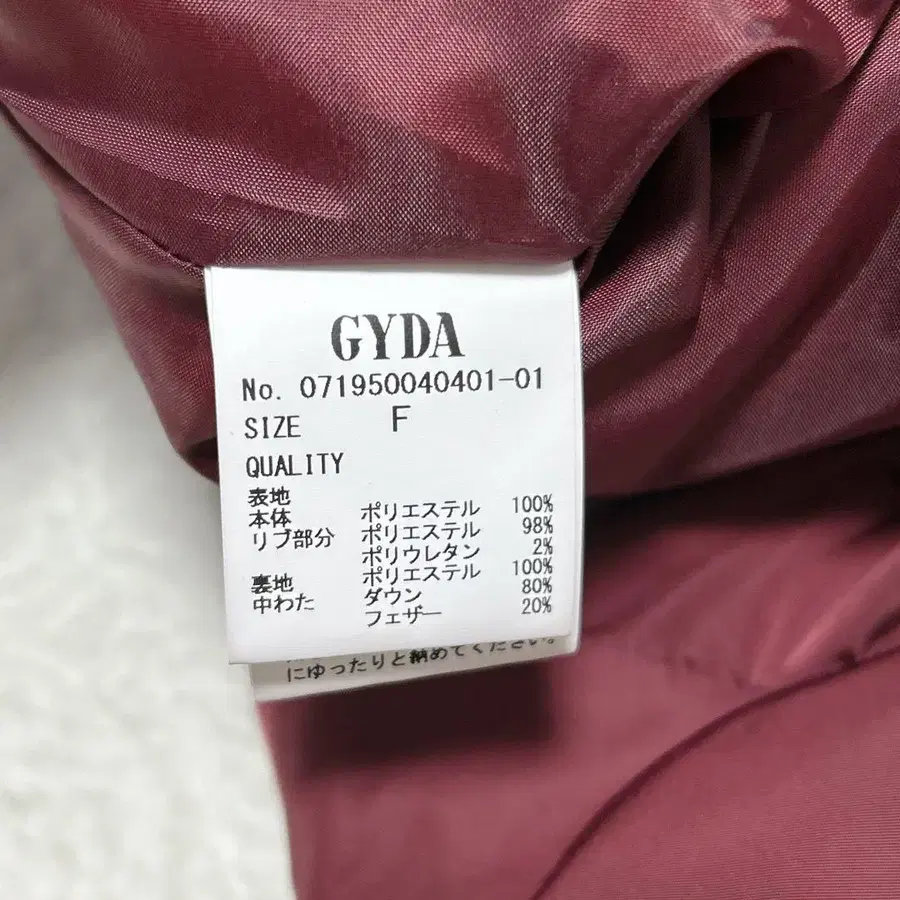 GYDA
No. 071950040401-01
SIZE F
QUALITY
表地
本体 ポリエステル 100%
リブ部分 ポリエステル 98%
ポリウレタン 2%
裏地 ポリエステル 100%
中わた ダウン 80%
フェザー 20%
にゆったりと納めてください。